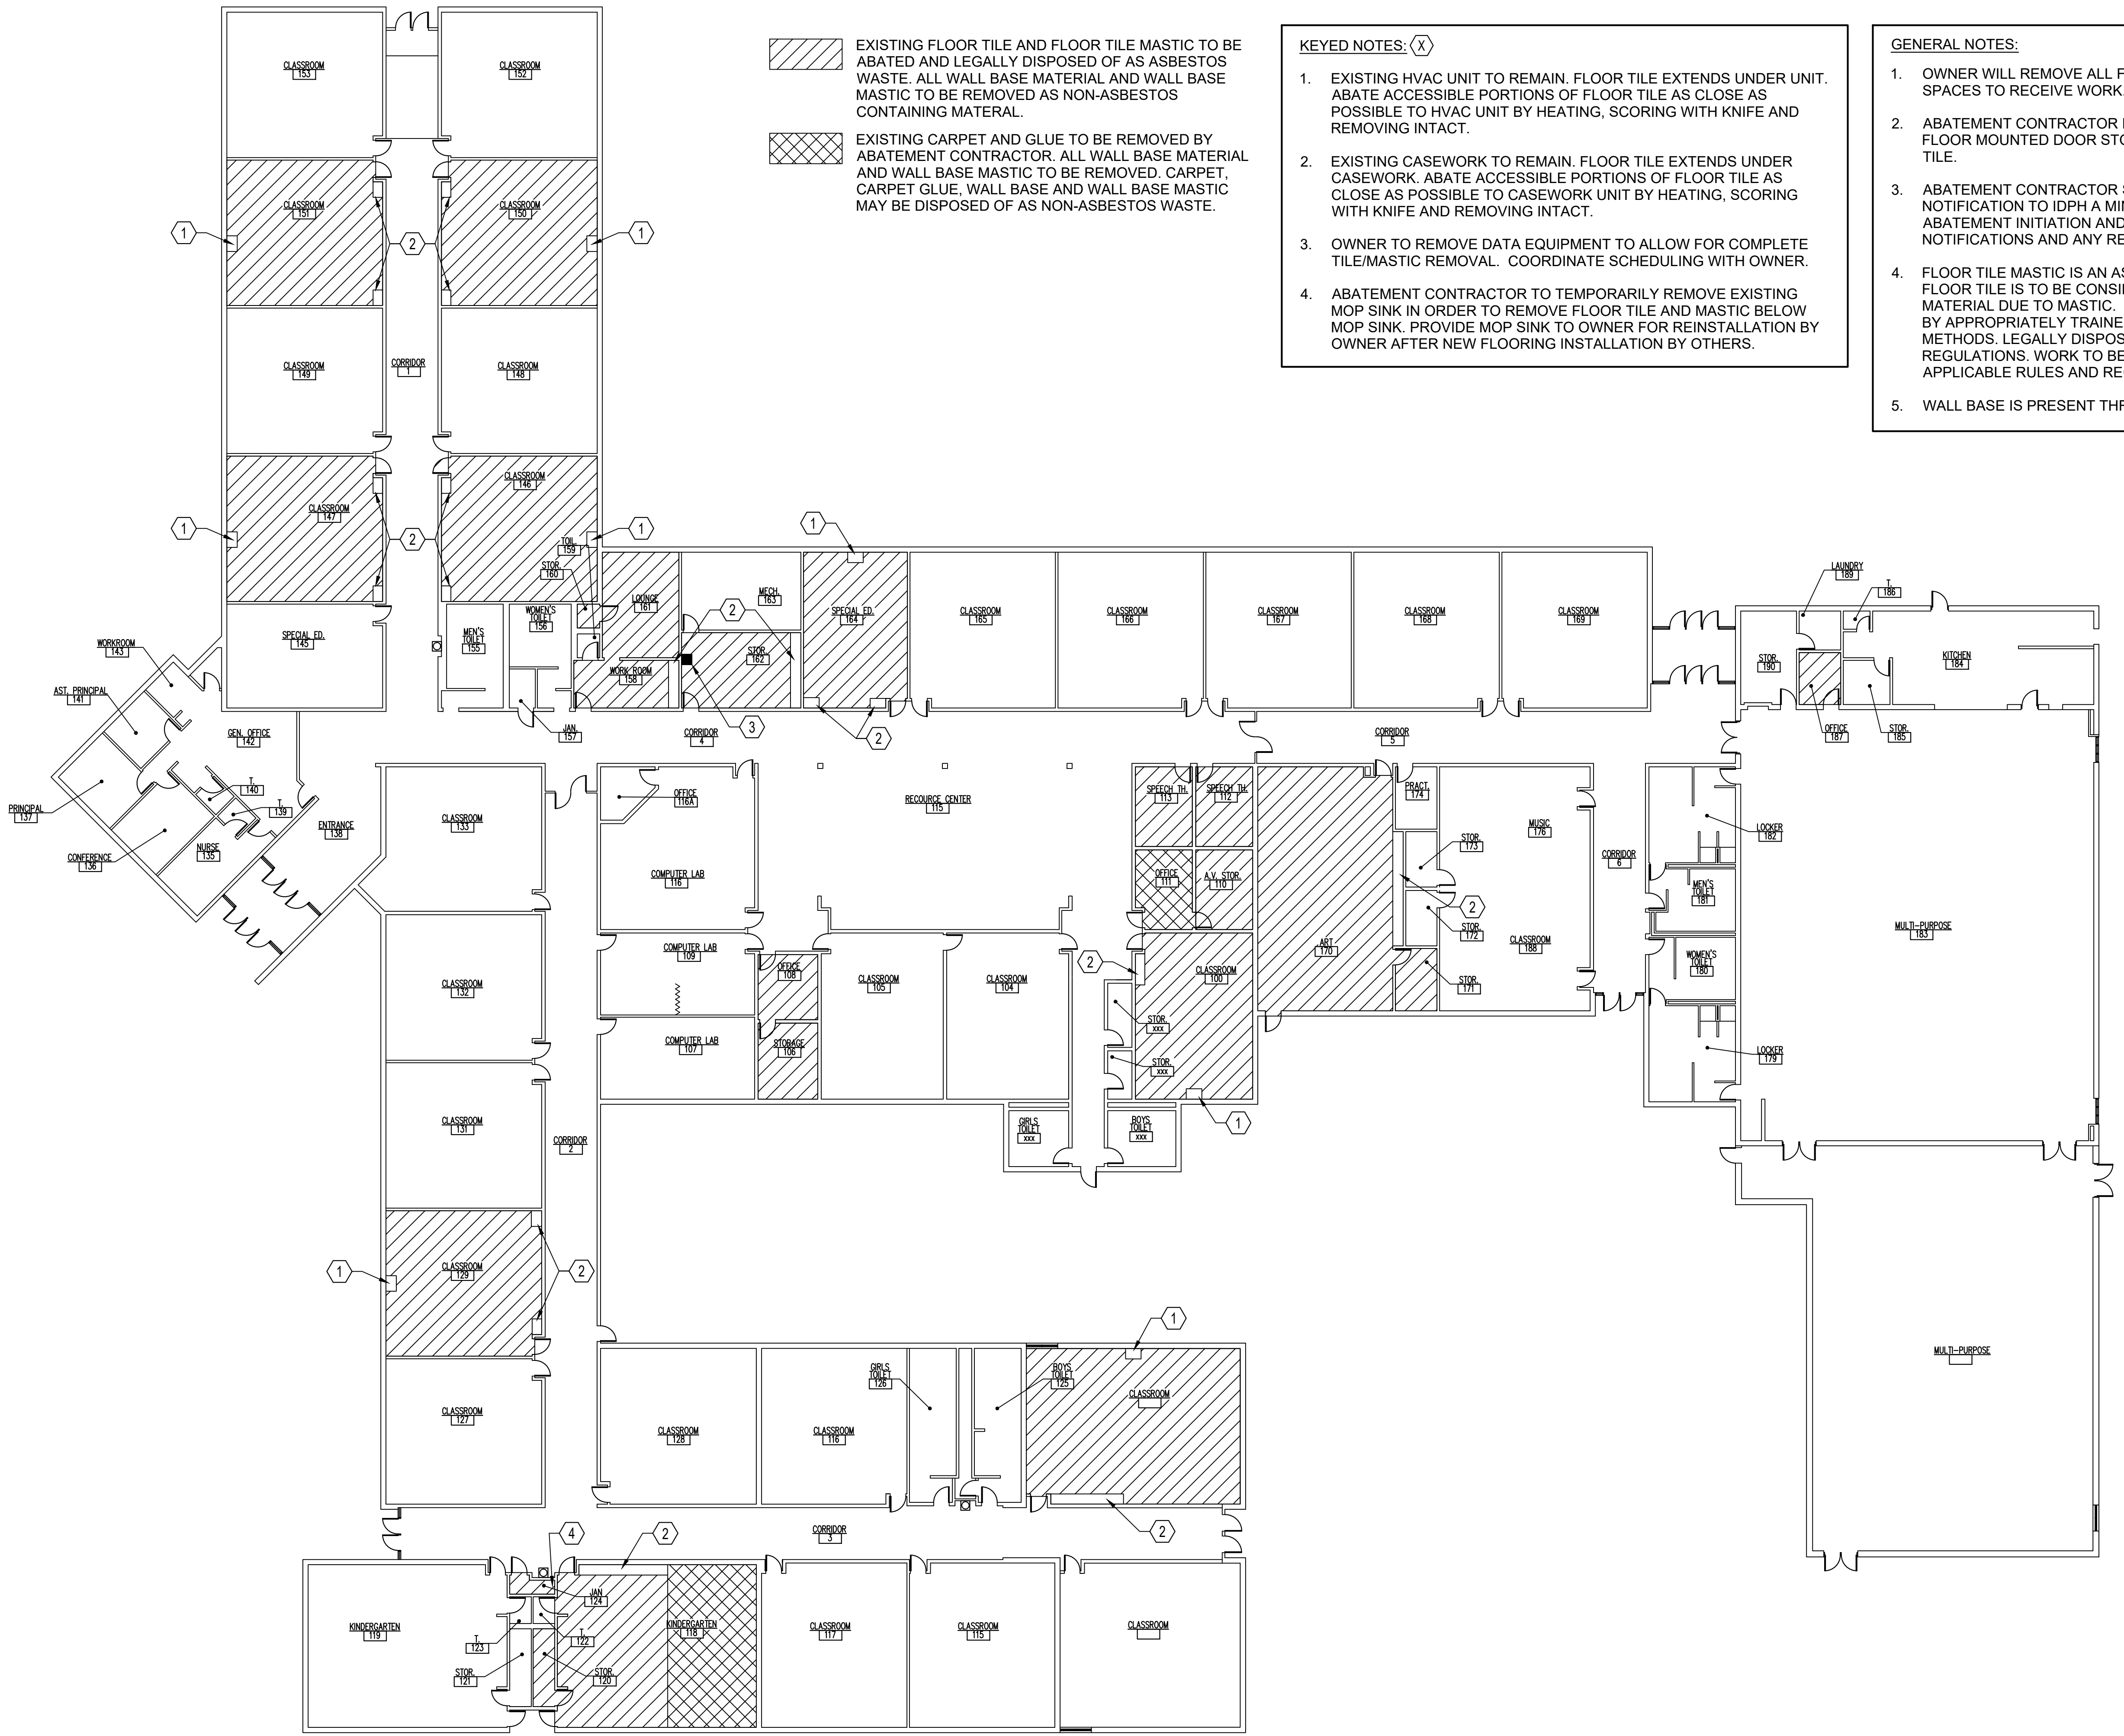 EXISTING FLOOR TILE AND FLOOR TILE MASTIC TO BE
ABATED AND LEGALLY DISPOSED OF AS ASBESTOS
WASTE. ALL WALL BASE MATERIAL AND WALL BASE
MASTIC TO BE REMOVED AS NON-ASBESTOS
CONTAINING MATERAL.
EXISTING CARPET AND GLUE TO BE REMOVED BY
ABATEMENT CONTRACTOR. ALL WALL BASE MATERIAL
AND WALL BASE MASTIC TO BE REMOVED. CARPET,
CARPET GLUE, WALL BASE AND WALL BASE MASTIC
MAY BE DISPOSED OF AS NON-ASBESTOS WASTE.
KEYED NOTES: X
1. EXISTING HVAC UNIT TO REMAIN. FLOOR TILE EXTENDS UNDER UNIT.
ABATE ACCESSIBLE PORTIONS OF FLOOR TILE AS CLOSE AS
POSSIBLE TO HVAC UNIT BY HEATING, SCORING WITH KNIFE AND
REMOVING INTACT.
2. EXISTING CASEWORK TO REMAIN. FLOOR TILE EXTENDS UNDER
CASEWORK. ABATE ACCESSIBLE PORTIONS OF FLOOR TILE AS
CLOSE AS POSSIBLE TO CASEWORK UNIT BY HEATING, SCORING
WITH KNIFE AND REMOVING INTACT.
3. OWNER TO REMOVE DATA EQUIPMENT TO ALLOW FOR COMPLETE
TILE/MASTIC REMOVAL. COORDINATE SCHEDULING WITH OWNER.
4. ABATEMENT CONTRACTOR TO TEMPORARILY REMOVE EXISTING
MOP SINK IN ORDER TO REMOVE FLOOR TILE AND MASTIC BELOW
MOP SINK. PROVIDE MOP SINK TO OWNER FOR REINSTALLATION BY
OWNER AFTER NEW FLOORING INSTALLATION BY OTHERS.
GENERAL NOTES:
1. OWNER WILL REMOVE ALL
SPACES TO RECEIVE WORK.
2. ABATEMENT CONTRACTOR
FLOOR MOUNTED DOOR
TILE.
3. ABATEMENT CONTRACTOR
NOTIFICATION TO IDPH A
ABATEMENT INITIATION AND
NOTIFICATIONS AND ANY
4. FLOOR TILE MASTIC IS AN
FLOOR TILE IS TO BE
MATERIAL DUE TO MASTIC.
BY APPROPRIATELY
METHODS. LEGALLY
REGULATIONS. WORK TO BE
APPLICABLE RULES AND
5. WALL BASE IS PRESENT
CLASSROOM
153
CLASSROOM
152
CLASSROOM
151
CLASSROOM
150
1
2
1
CLASSROOM
149
CORRIDOR
1
CLASSROOM
148
CLASSROOM
147
CLASSROOM
146
1
2
1
TOIL.
159
STOR.
160
1
LOUNGE
161
MECH.
163
2
SPECIAL ED.
164
CLASSROOM
165
CLASSROOM
166
CLASSROOM
167
CLASSROOM
168
CLASSROOM
169
LAUNDRY
189
T.
186
WORKROOM
143
SPECIAL ED.
145
MEN'S
TOILET
155
WOMEN'S
TOILET
156
WORK ROOM
158
STOR.
162
STOR.
190
KITCHEN
184
AST. PRINCIPAL
141
GEN. OFFICE
142
JAN.
157
CORRIDOR
4
3
2
CORRIDOR
5
OFFICE
187
STOR.
185
PRINCIPAL
137
T.
140
T.
139
ENTRANCE
138
CONFERENCE
136
NURSE
135
CLASSROOM
133
OFFICE
116A
COMPUTER LAB
116
RECOURCE CENTER
115
SPEECH TH.
113
SPEECH TH.
112
OFFICE
111
A.V. STOR.
110
PRACT.
174
STOR.
173
MUSIC
176
CORRIDOR
6
LOCKER
182
2
STOR.
172
MEN'S
TOILET
181
MULTI-PURPOSE
183
CLASSROOM
132
COMPUTER LAB
109
OFFICE
108
CLASSROOM
105
CLASSROOM
104
2
CLASSROOM
100
ART
170
STOR.
171
CLASSROOM
188
WOMEN'S
TOILET
180
COMPUTER LAB
107
STORAGE
106
STOR.
xxx
STOR.
xxx
LOCKER
179
CLASSROOM
131
CORRIDOR
2
GIRLS
TOILET
xxx
BOYS
TOILET
xxx
1
1
CLASSROOM
129
2
1
MULTI-PURPOSE
CLASSROOM
127
CLASSROOM
128
CLASSROOM
116
GIRLS
TOILET
126
BOYS
TOILET
125
CLASSROOM
4
2
CORRIDOR
3
2
KINDERGARTEN
119
JAN
124
T.
123
T.
122
STOR.
121
STOR.
120
KINDERGARTEN
118
CLASSROOM
117
CLASSROOM
115
CLASSROOM